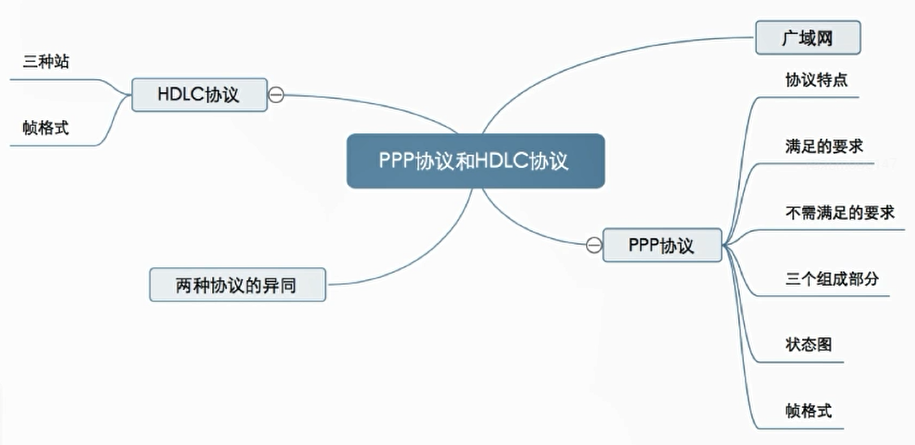 PPP协议和HDLC协议
广域网
PPP协议
协议特点
满足的要求
不需满足的要求
三个组成部分
状态图
帧格式
HDLC协议
三种站
帧格式
两种协议的异同